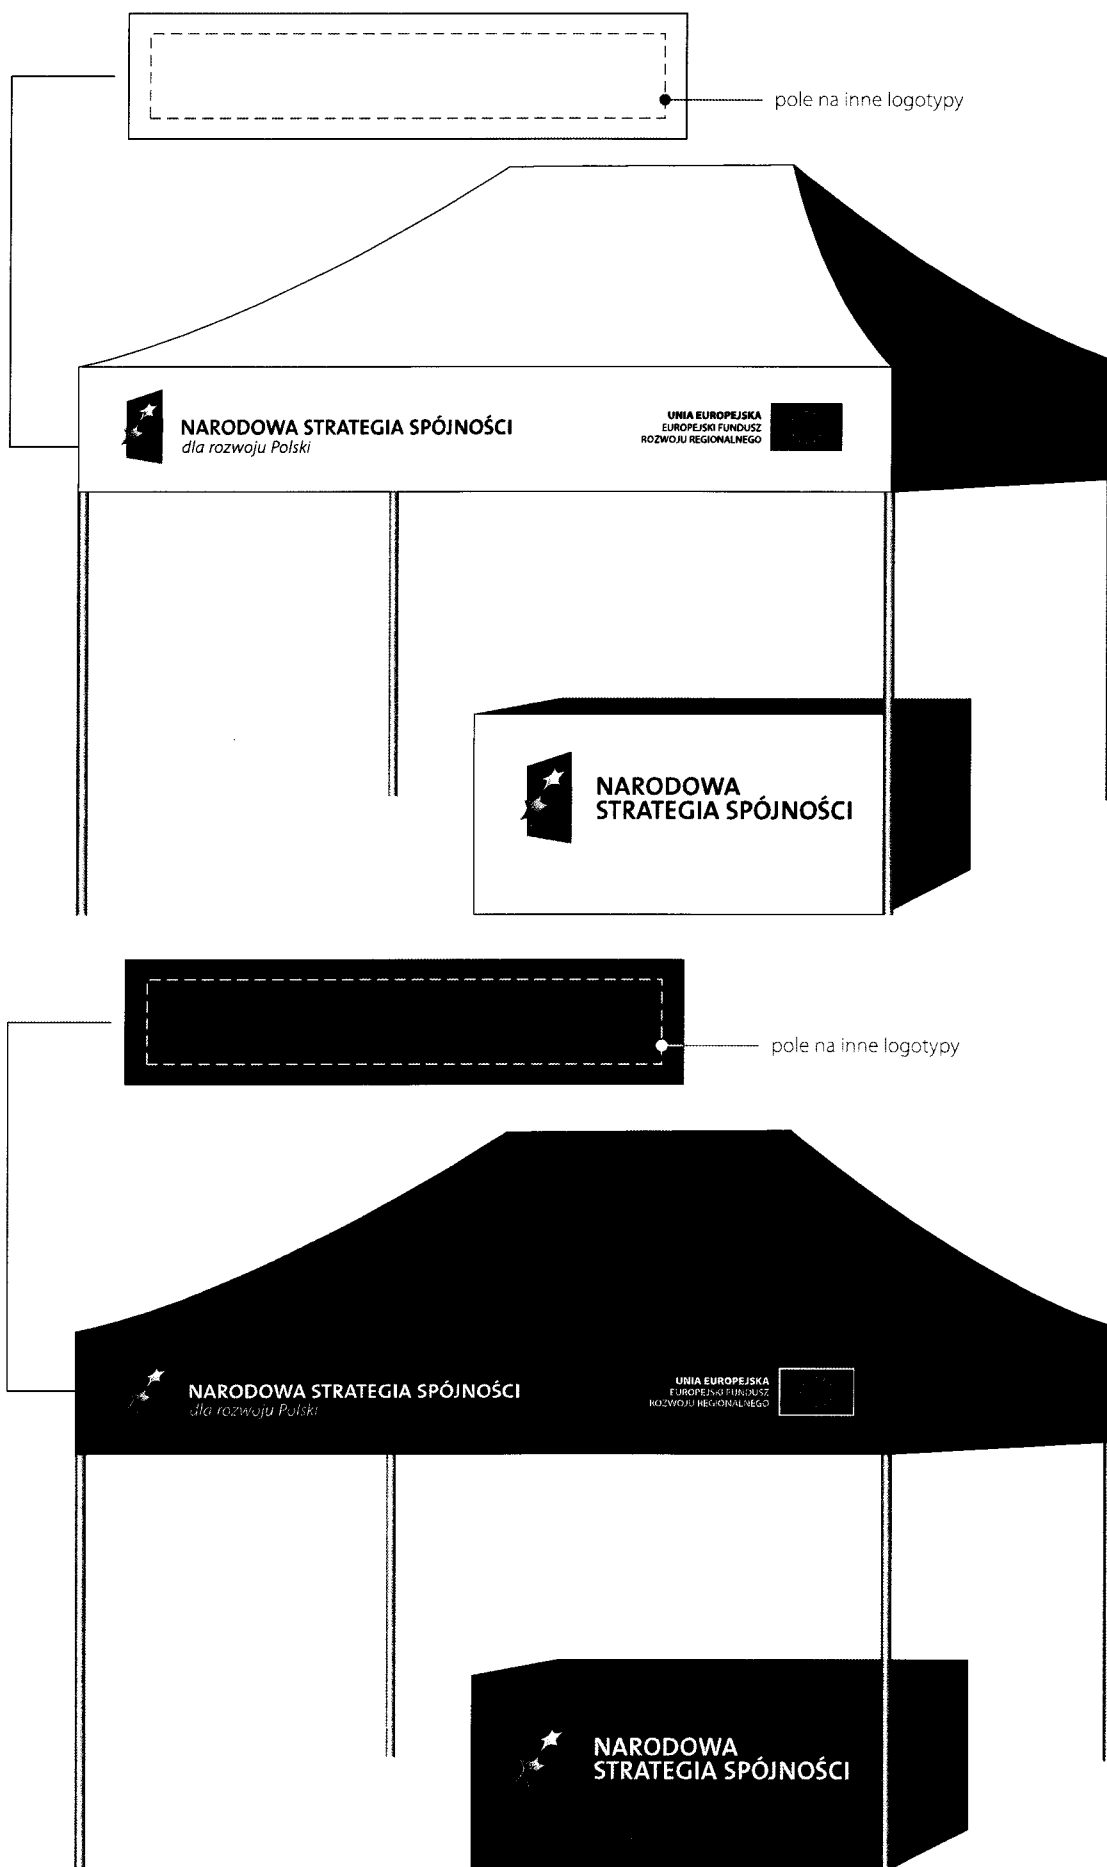 pole na inne logotypy
NARODOWA STRATEGIA SPÓJNOŚCI
dla rozwoju Polski
UNIA EUROPEJSKA
EUROPEJSKI FUNDUSZ
ROZWOJU REGIONALNEGO
NARODOWA
STRATEGIA SPÓJNOŚCI
pole na inne logotypy
NARODOWA STRATEGIA SPÓJNOŚCI
dla rozwoju Polski
UNIA EUROPEJSKA
EUROPEJSKI FUNDUSZ
ROZWOJU REGIONALNEGO
NARODOWA
STRATEGIA SPÓJNOŚCI